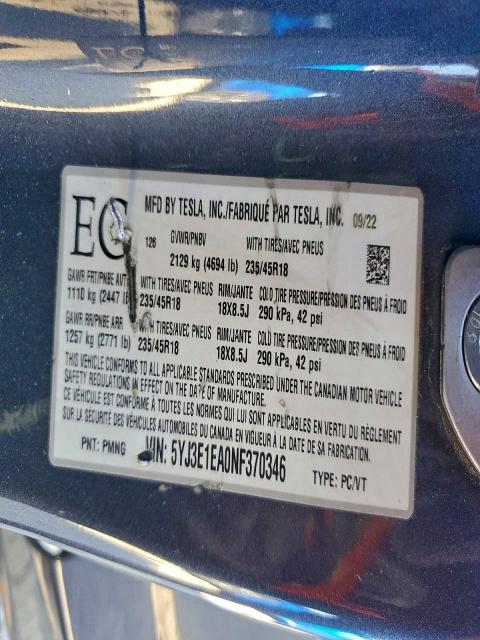 EC
MFD BY TESLA, INC./FABRIQUÉ PAR TESLA, INC. 09/22
126 GVWR/PNBV WITH TIRES/AVEC PNEUS
2129 kg (4694 lb) 235/45R18
GAWR FRT/PNBE AVT WITH TIRES/AVEC PNEUS RIM/JANTE COLD TIRE PRESSURE/PRESSION DES PNEUS À FROID
1110 kg (2447 lb) 235/45R18 18X8.5J 290 kPa, 42 psi
GAWR RR/PNBE ARR WITH TIRES/AVEC PNEUS RIM/JANTE COLD TIRE PRESSURE/PRESSION DES PNEUS À FROID
1257 kg (2771 lb) 235/45R18 18X8.5J 290 kPa, 42 psi
THIS VEHICLE CONFORMS TO ALL APPLICABLE STANDARDS PRESCRIBED UNDER THE CANADIAN MOTOR VEHICLE
SAFETY REGULATIONS IN EFFECT ON THE DATE OF MANUFACTURE.
CE VÉHICULE EST CONFORME À TOUTES LES NORMES QUI LUI SONT APPLICABLES EN VERTU DU RÈGLEMENT
SUR LA SÉCURITÉ DES VÉHICULES AUTOMOBILES DU CANADA EN VIGUEUR À LA DATE DE SA FABRICATION.
PNT: PMNG VIN: 5YJ3E1EA0NF370346 TYPE: PC/VT